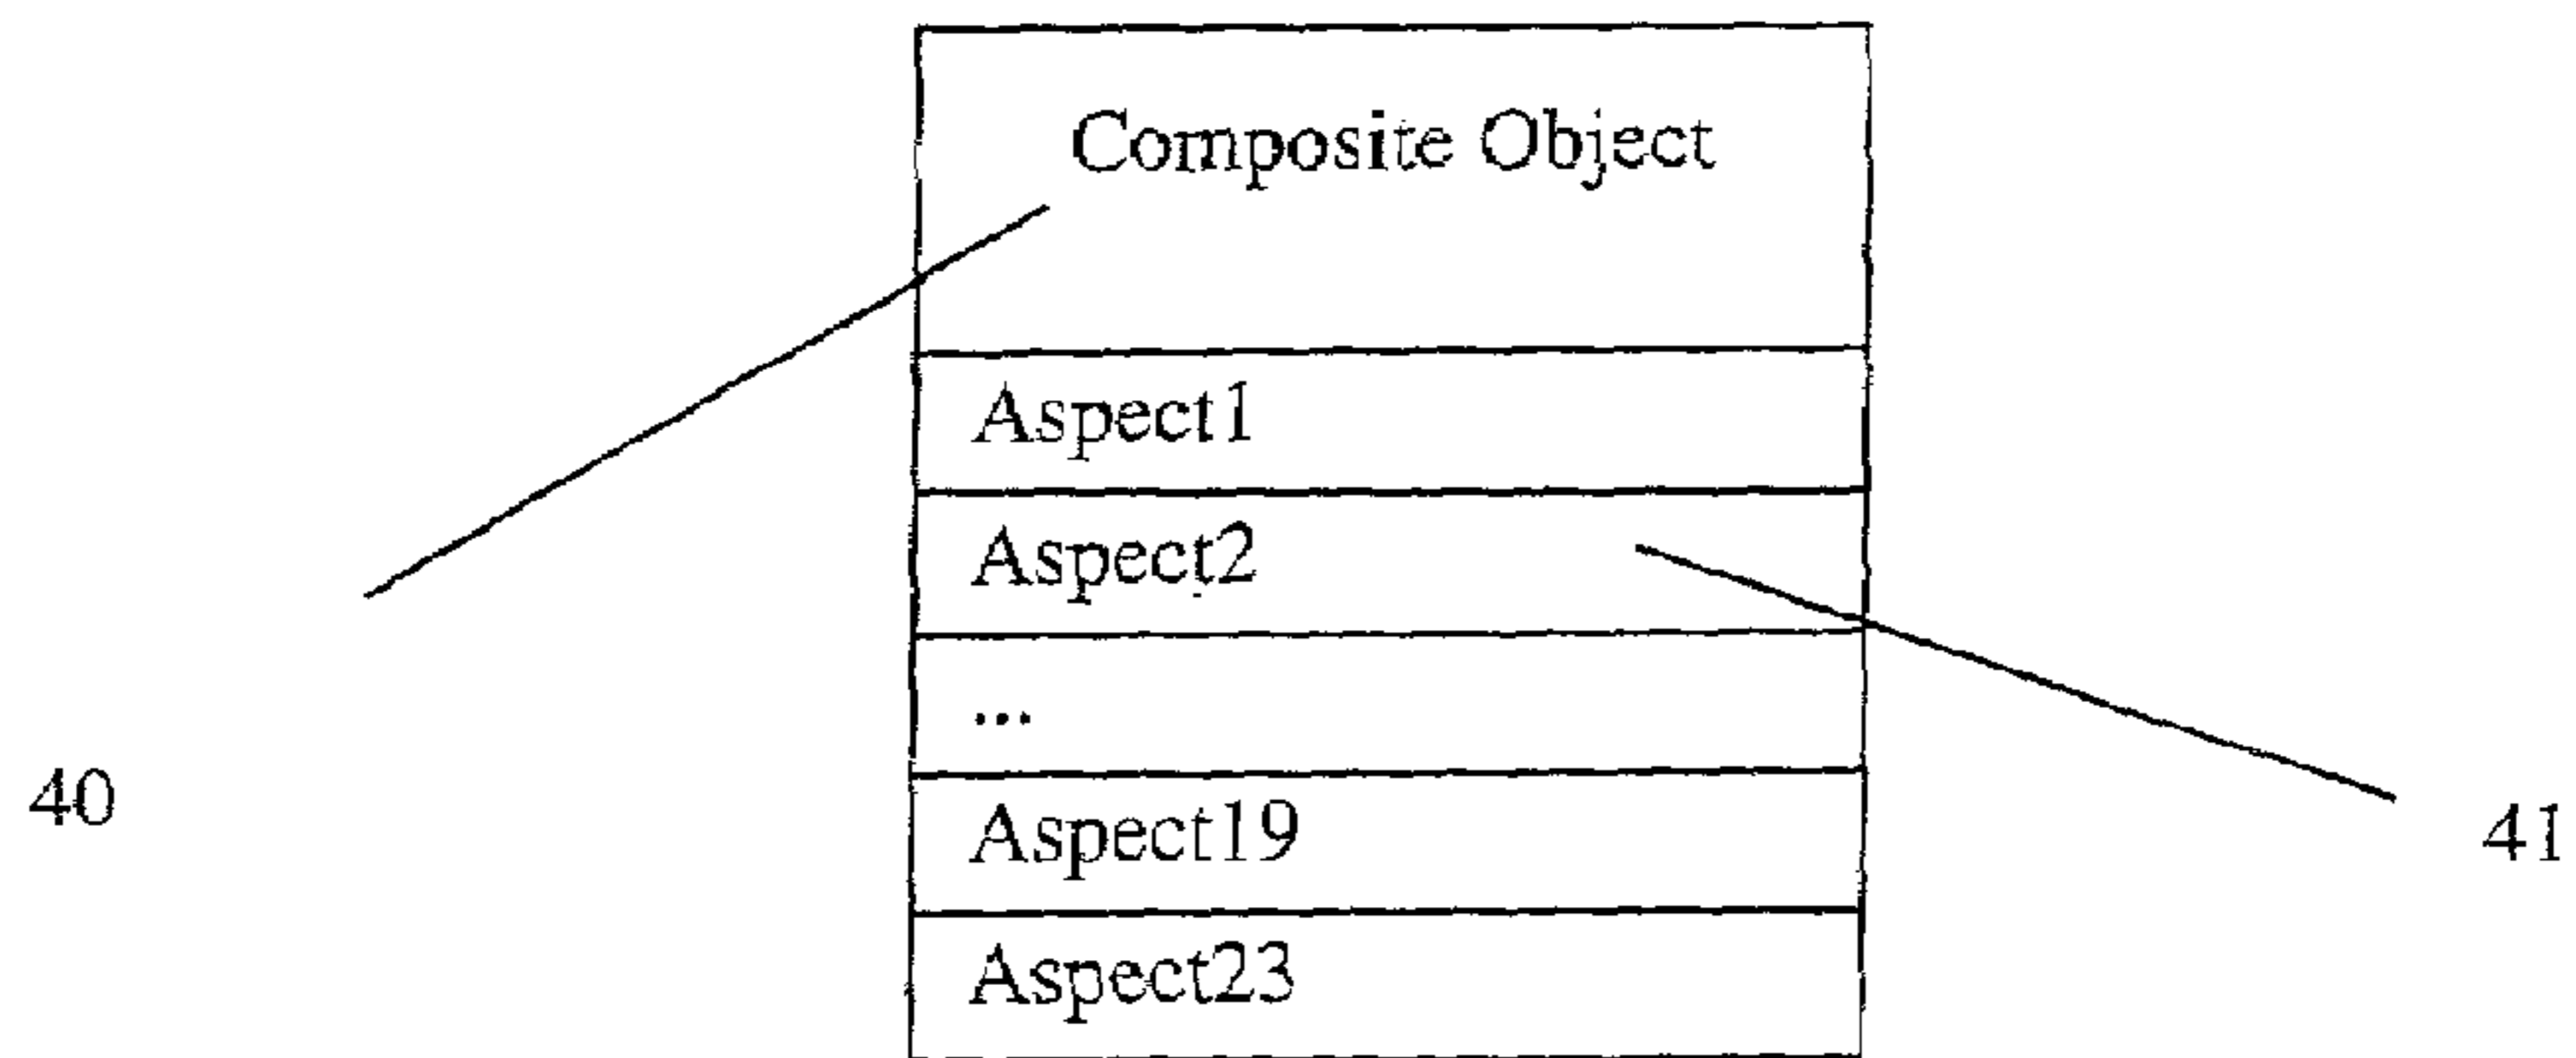 Composite Object
Aspect1
Aspect2
...
40
Aspect19
41
Aspect23